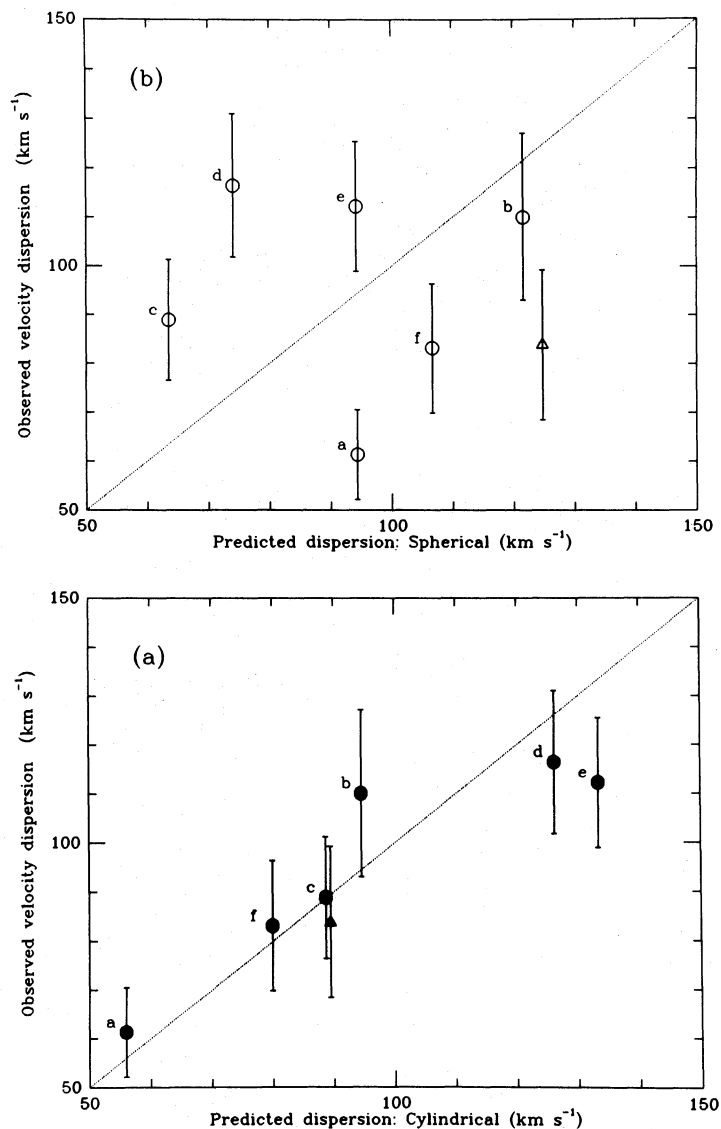 150
(b)
d
e
b
100
c
f
a
50
50
100
150
Observed velocity dispersion (km s⁻¹)
Predicted dispersion: Spherical (km s⁻¹)
150
(a)
d
e
b
100
c
f
a
50
50
100
150
Observed velocity dispersion (km s⁻¹)
Predicted dispersion: Cylindrical (km s⁻¹)